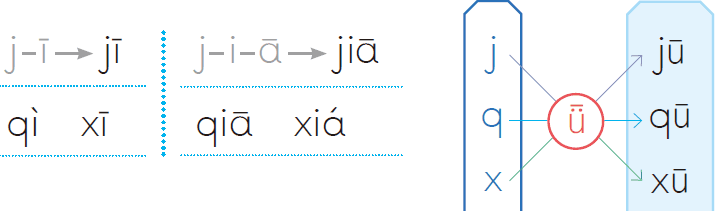 j-ī→jī
qì xī
j-i-ā→jiā
qiā xiá
j
q
x
ǖ
jū
qū
xū